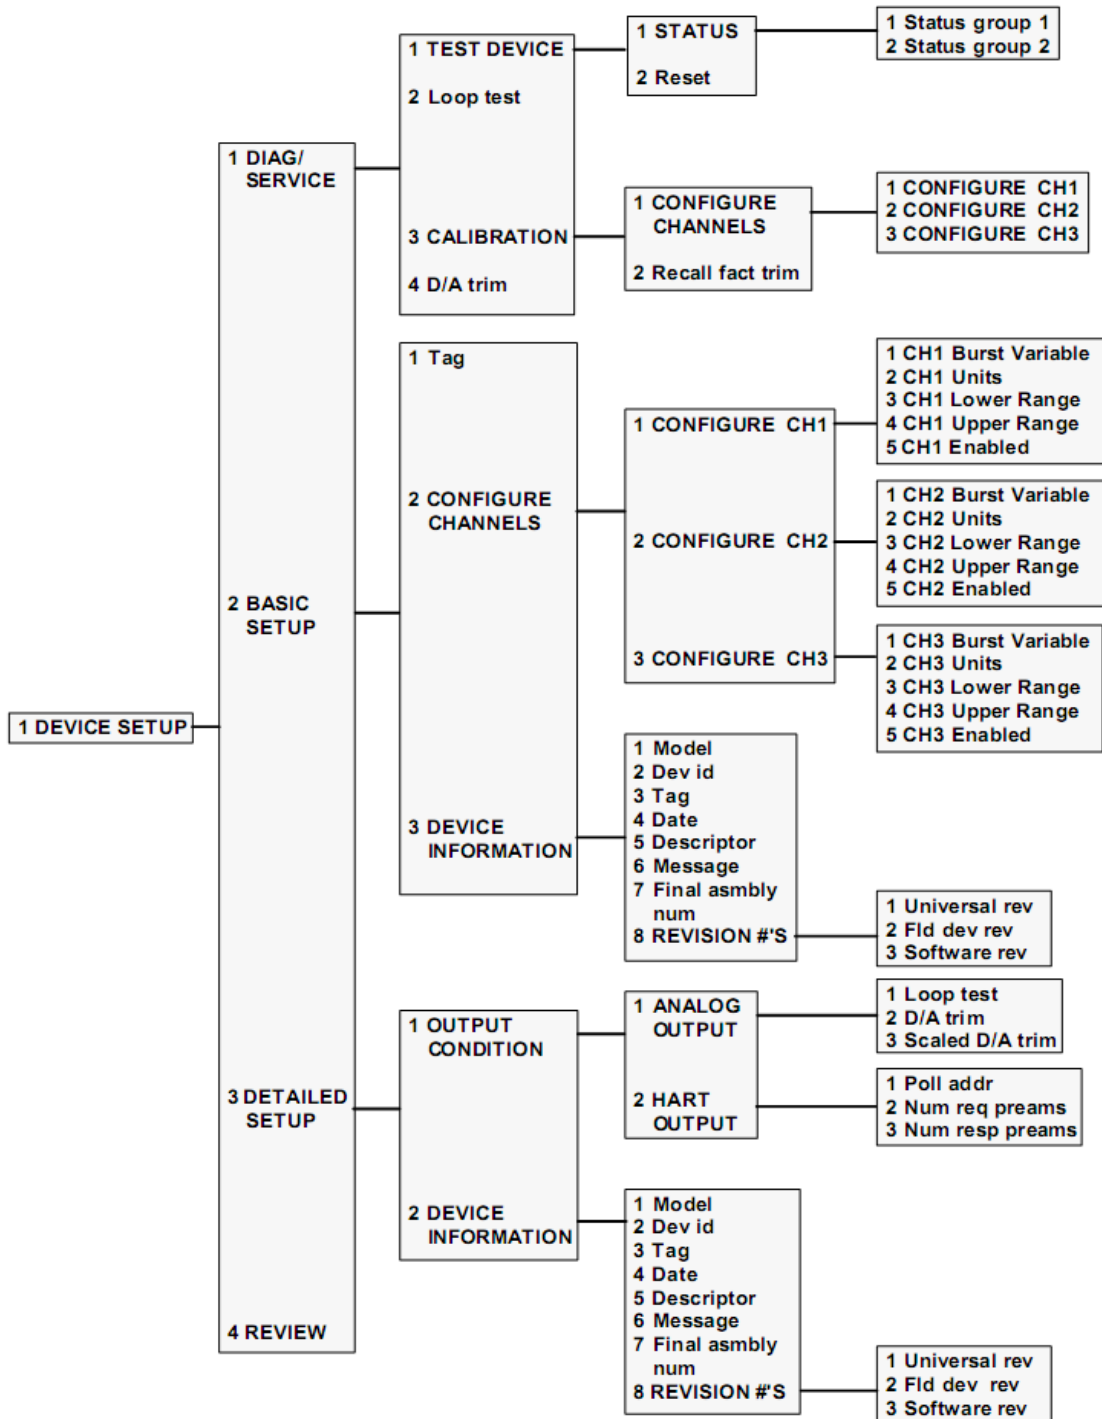 1 DEVICE SETUP
1 DIAG/
SERVICE
2 BASIC
SETUP
3 DETAILED
SETUP
4 REVIEW
1 TEST DEVICE
2 Loop test
3 CALIBRATION
4 D/A trim
1 STATUS
2 Reset
1 Status group 1
2 Status group 2
1 CONFIGURE
CHANNELS
2 Recall fact trim
1 CONFIGURE CH1
2 CONFIGURE CH2
3 CONFIGURE CH3
1 Tag
2 CONFIGURE
CHANNELS
3 DEVICE
INFORMATION
1 CONFIGURE CH1
2 CONFIGURE CH2
3 CONFIGURE CH3
1 CH1 Burst Variable
2 CH1 Units
3 CH1 Lower Range
4 CH1 Upper Range
5 CH1 Enabled
1 CH2 Burst Variable
2 CH2 Units
3 CH2 Lower Range
4 CH2 Upper Range
5 CH2 Enabled
1 CH3 Burst Variable
2 CH3 Units
3 CH3 Lower Range
4 CH3 Upper Range
5 CH3 Enabled
1 Model
2 Dev id
3 Tag
4 Date
5 Descriptor
6 Message
7 Final asmbly
num
8 REVISION #'S
1 Universal rev
2 Fld dev rev
3 Software rev
1 OUTPUT
CONDITION
2 DEVICE
INFORMATION
1 ANALOG
OUTPUT
2 HART
OUTPUT
1 Loop test
2 D/A trim
3 Scaled D/A trim
1 Poll addr
2 Num req preams
3 Num resp preams
1 Model
2 Dev id
3 Tag
4 Date
5 Descriptor
6 Message
7 Final asmbly
num
8 REVISION #'S
1 Universal rev
2 Fld dev rev
3 Software rev